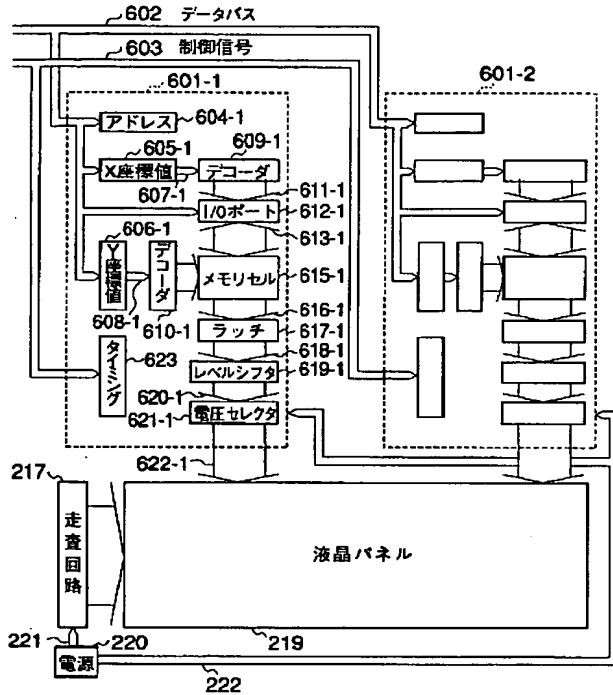 602 データバス
603 制御信号
601-1
601-2
アドレス 604-1
605-1
609-1
X座標値
デコーダ
607-1
611-1
I/Oポート 612-1
606-1
613-1
Y座標値
デコーダ
メモリセル 615-1
608-1
616-1
610-1
ラッチ 617-1
623
618-1
タイミング
レベルシフタ 619-1
620-1
621-1
電圧セレクタ
622-1
217
走査回路
液晶パネル
221
220
219
電源
222